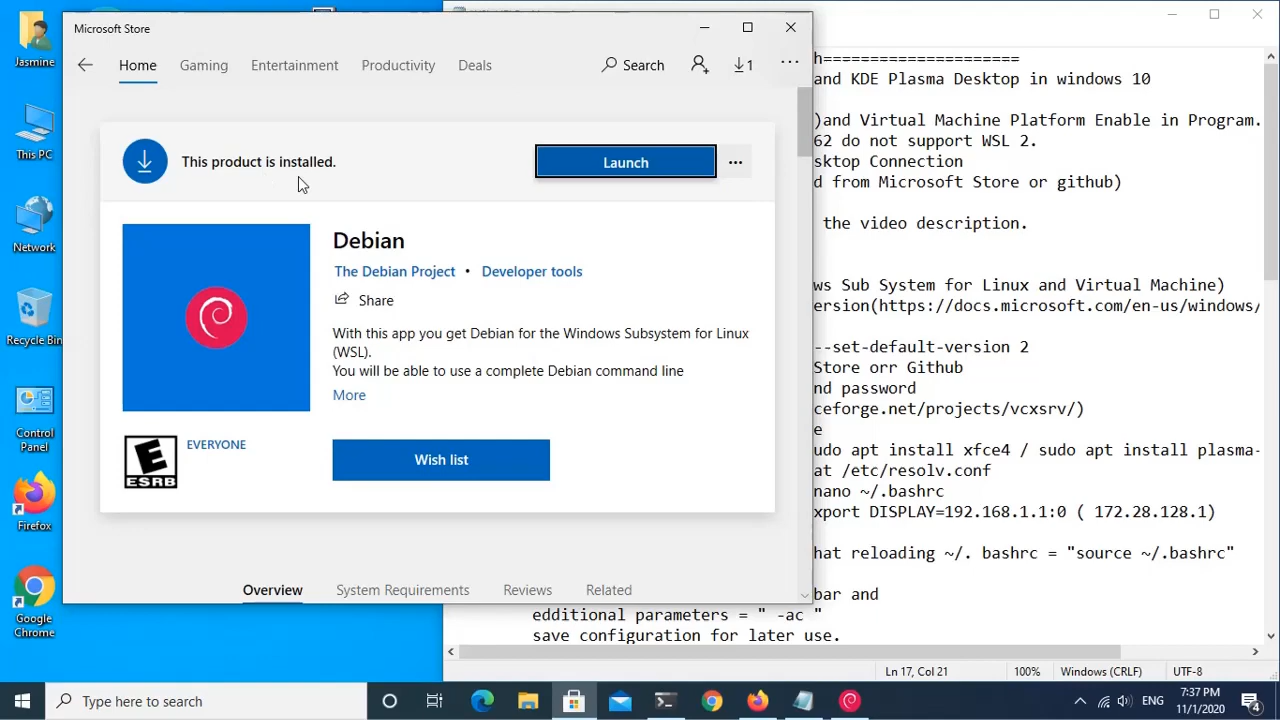 Jasmine
This PC
Network
Recycle Bin
Control
Panel
Firefox
Google
Chrome
Microsoft Store
Home
Gaming
Entertainment
Productivity
Deals
Search
1
This product is installed.
Launch
Debian
The Debian Project • Developer tools
Share
With this app you get Debian for the Windows Subsystem for Linux
(WSL).
You will be able to use a complete Debian command line
More
E
ESRB
EVERYONE
Wish list
Overview
System Requirements
Reviews
Related
h=====================
and KDE Plasma Desktop in windows 10
)and Virtual Machine Platform Enable in Program.
62 do not support WSL 2.
sktop Connection
d from Microsoft Store or github)
the video description.
ws Sub System for Linux and Virtual Machine)
ersion(https://docs.microsoft.com/en-us/windows/
--set-default-version 2
Store orr Github
nd password
ceforge.net/projects/vcxsrv/)
e
udo apt install xfce4 / sudo apt install plasma-
at /etc/resolv.conf
nano ~/.bashrc
xport DISPLAY=192.168.1.1:0 ( 172.28.128.1)
hat reloading ~/. bashrc = "source ~/.bashrc"
bar and
edditional parameters = " -ac "
save configuration for later use.
Ln 17, Col 21
100%
Windows (CRLF)
UTF-8
Type here to search
ENG
7:37 PM
11/1/2020
4